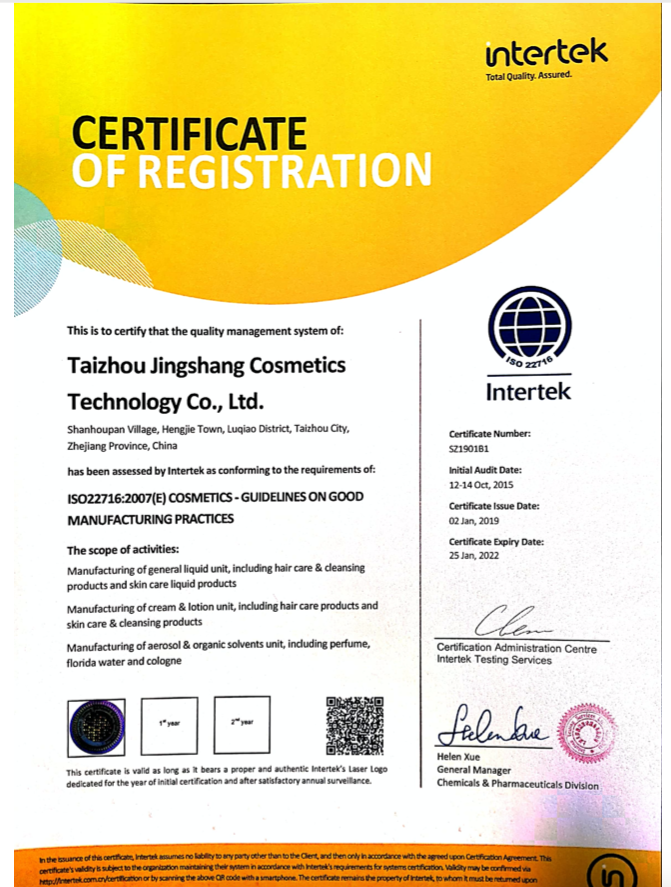 intertek
Total Quality. Assured.
CERTIFICATE
OF REGISTRATION
This is to certify that the quality management system of:
Taizhou Jingshang Cosmetics
Technology Co., Ltd.
Shanhoupan Village, Hengjie Town, Luqiao District, Taizhou City,
Zhejiang Province, China
has been assessed by Intertek as conforming to the requirements of:
ISO22716:2007(E) COSMETICS - GUIDELINES ON GOOD
MANUFACTURING PRACTICES
The scope of activities:
Manufacturing of general liquid unit, including hair care & cleansing
products and skin care liquid products
Manufacturing of cream & lotion unit, including hair care products and
skin care & cleansing products
Manufacturing of aerosol & organic solvents unit, including perfume,
florida water and cologne
1st year
2nd year
This certificate is valid as long as it bears a proper and authentic Intertek's Laser Logo
dedicated for the year of initial certification and after satisfactory annual surveillance.
ISO 22716
Intertek
Certificate Number:
SZ1901B1
Initial Audit Date:
12-14 Oct, 2015
Certificate Issue Date:
02 Jan, 2019
Certificate Expiry Date:
25 Jan, 2022
Certification Administration Centre
Intertek Testing Services
Helen Xue
Helen Xue
General Manager
Chemicals & Pharmaceuticals Division
In the issuance of this certificate, Intertek assumes no liability to any party other than to the Client, and then only in accordance with the agreed upon Certification Agreement. This
certificate's validity is subject to the organization maintaining their system in accordance with Intertek's requirements for systems certification. Validity may be confirmed via
http://intertek.com.cn/certification or by scanning the above QR code with a smartphone. The certificate remains the property of Intertek, to whom it must be returned upon
in